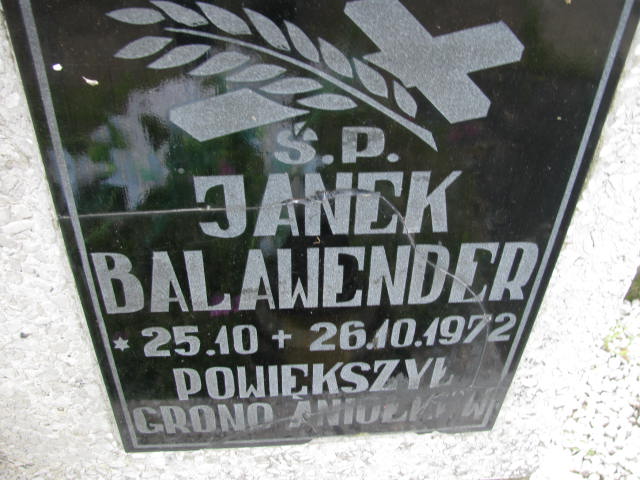 Ś.P.
JANEK
BALAWENDER
* 25.10 + 26.10.1972
POWIĘKSZYŁ
GRONO ANIOŁKÓW